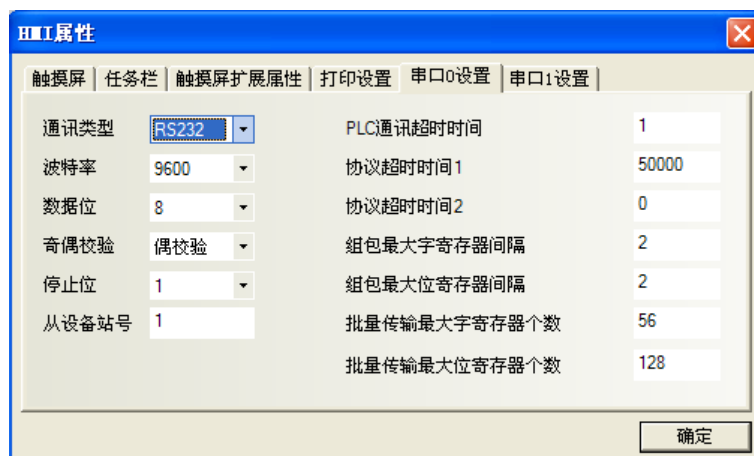 HMI属性
触摸屏 任务栏 触摸屏扩展属性 打印设置 串口0设置 串口1设置
通讯类型 RS232 PLC通讯超时时间 1
波特率 9600 协议超时时间1 50000
数据位 8 协议超时时间2 0
奇偶校验 偶校验 组包最大字寄存器间隔 2
停止位 1 组包最大位寄存器间隔 2
从设备站号 1 批量传输最大字寄存器个数 56
批量传输最大位寄存器个数 128
确定